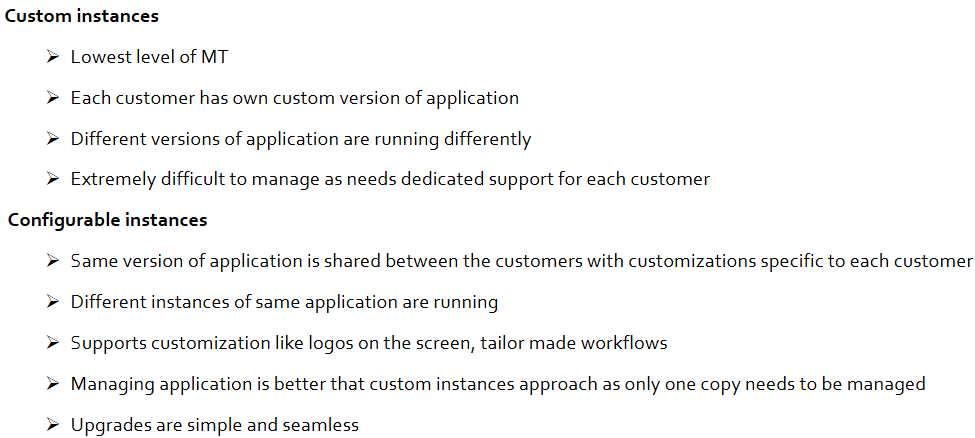 Custom instances
➢ Lowest level of MT
➢ Each customer has own custom version of application
➢ Different versions of application are running differently
➢ Extremely difficult to manage as needs dedicated support for each customer
Configurable instances
➢ Same version of application is shared between the customers with customizations specific to each customer
➢ Different instances of same application are running
➢ Supports customization like logos on the screen, tailor made workflows
➢ Managing application is better that custom instances approach as only one copy needs to be managed
➢ Upgrades are simple and seamless